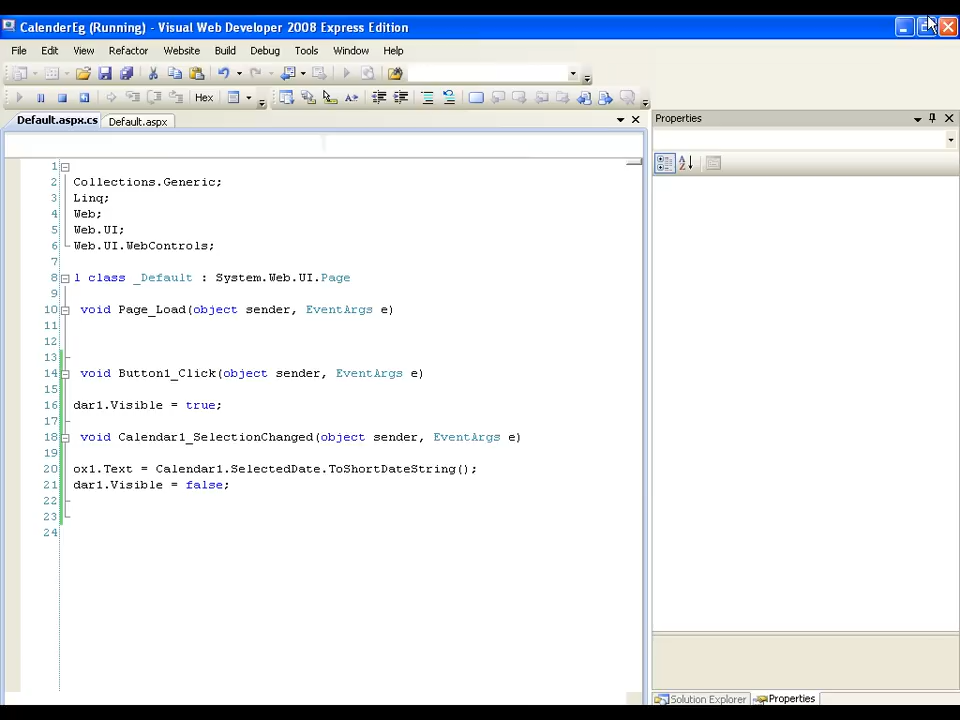 CalenderEg (Running) - Visual Web Developer 2008 Express Edition
File Edit View Refactor Website Build Debug Tools Window Help
Hex
Default.aspx.cs Default.aspx
Properties
1
2 Collections.Generic;
3 Linq;
4 Web;
5 Web.UI;
6 Web.UI.WebControls;
7
8 l class _Default : System.Web.UI.Page
9
10 void Page_Load(object sender, EventArgs e)
11
12
13
14 void Button1_Click(object sender, EventArgs e)
15
16 dar1.Visible = true;
17
18 void Calendar1_SelectionChanged(object sender, EventArgs e)
19
20 ox1.Text = Calendar1.SelectedDate.ToShortDateString();
21 dar1.Visible = false;
22
23
24
Solution Explorer Properties